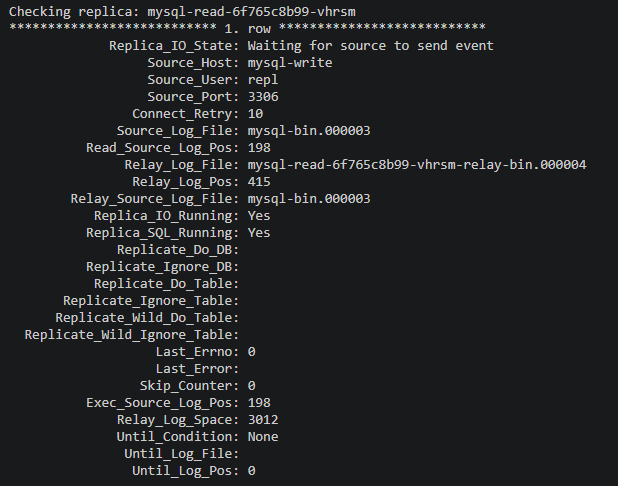 Checking replica: mysql-read-6f765c8b99-vhrsm
*************************** 1. row ***************************
Replica_IO_State: Waiting for source to send event
Source_Host: mysql-write
Source_User: repl
Source_Port: 3306
Connect_Retry: 10
Source_Log_File: mysql-bin.000003
Read_Source_Log_Pos: 198
Relay_Log_File: mysql-read-6f765c8b99-vhrsm-relay-bin.000004
Relay_Log_Pos: 415
Relay_Source_Log_File: mysql-bin.000003
Replica_IO_Running: Yes
Replica_SQL_Running: Yes
Replicate_Do_DB:
Replicate_Ignore_DB:
Replicate_Do_Table:
Replicate_Ignore_Table:
Replicate_Wild_Do_Table:
Replicate_Wild_Ignore_Table:
Last_Errno: 0
Last_Error:
Skip_Counter: 0
Exec_Source_Log_Pos: 198
Relay_Log_Space: 3012
Until_Condition: None
Until_Log_File:
Until_Log_Pos: 0